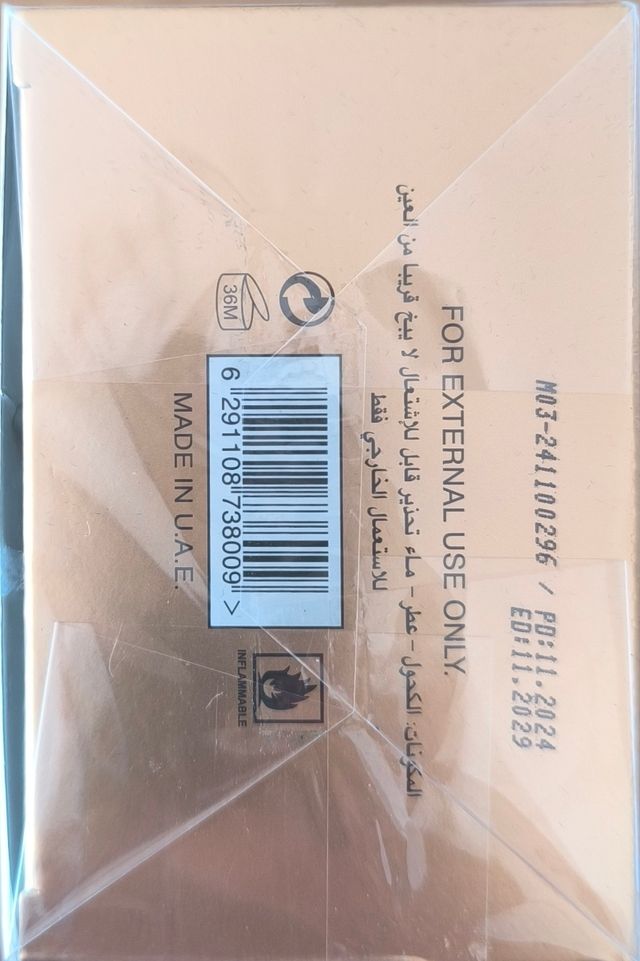 M03-241100296 / PD:11.2024
ED:11.2029
FOR EXTERNAL USE ONLY.
المكونات: الكحول - عطر - ماء تحذير قابل للإشتعال لا يبخ قريبا من العين
للاستعمال الخارجي فقط
36M
6 291108 738009 >
INFLAMMABLE
MADE IN U.A.E.